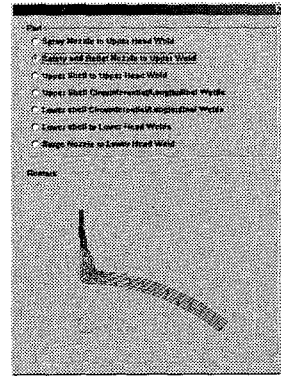 Part
Spray Nozzle to Upper Head Weld
Safety and Relief Nozzle to Upper Weld
Upper Shell to Upper Head Weld
Upper Shell Circumferential/Longitudinal Welds
Lower shell Circumferential/Longitudinal Welds
Lower shell to Lower Head Welds
Surge Nozzle to Lower Head Weld